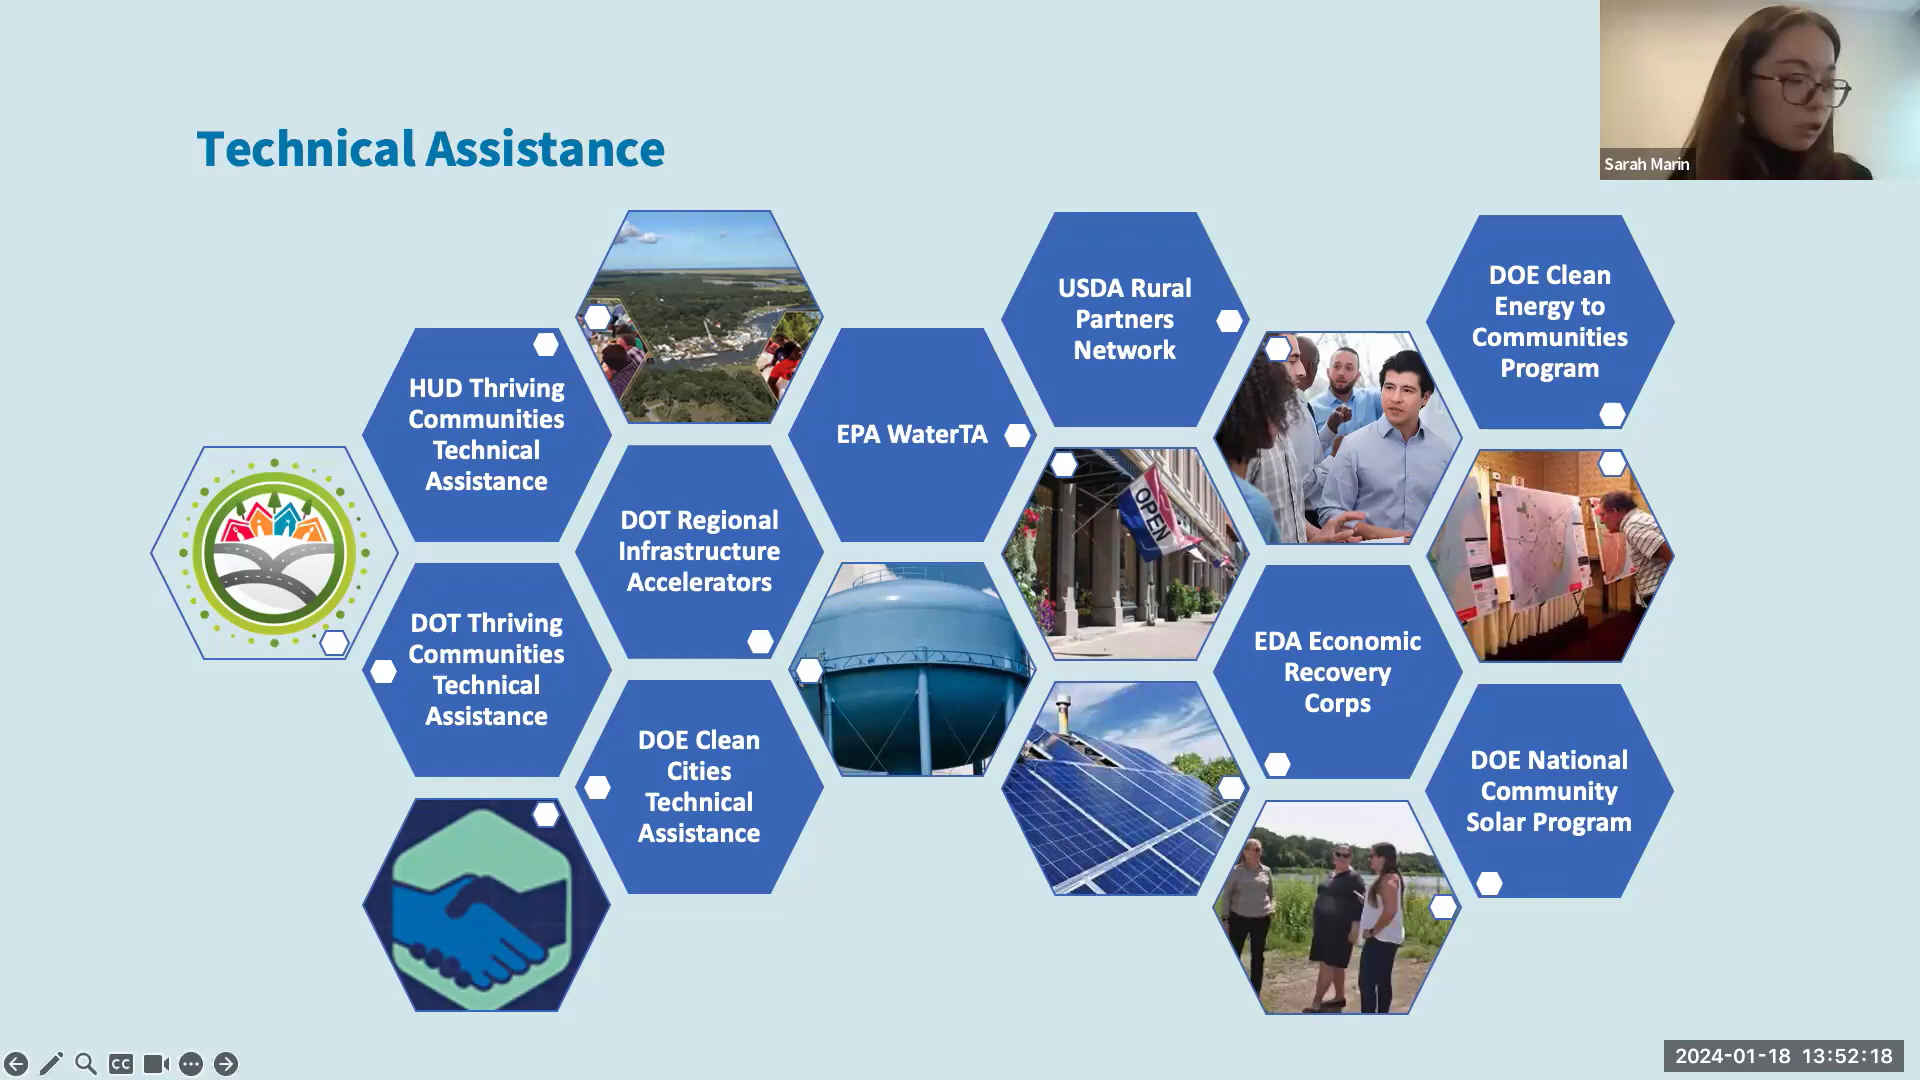 Technical Assistance
Sarah Marin
HUD Thriving
Communities
Technical
Assistance
DOT Thriving
Communities
Technical
Assistance
DOT Regional
Infrastructure
Accelerators
DOE Clean
Cities
Technical
Assistance
EPA WaterTA
USDA Rural
Partners
Network
OPEN
EDA Economic
Recovery
Corps
DOE Clean
Energy to
Communities
Program
DOE National
Community
Solar Program
CC
2024-01-18 13:52:18